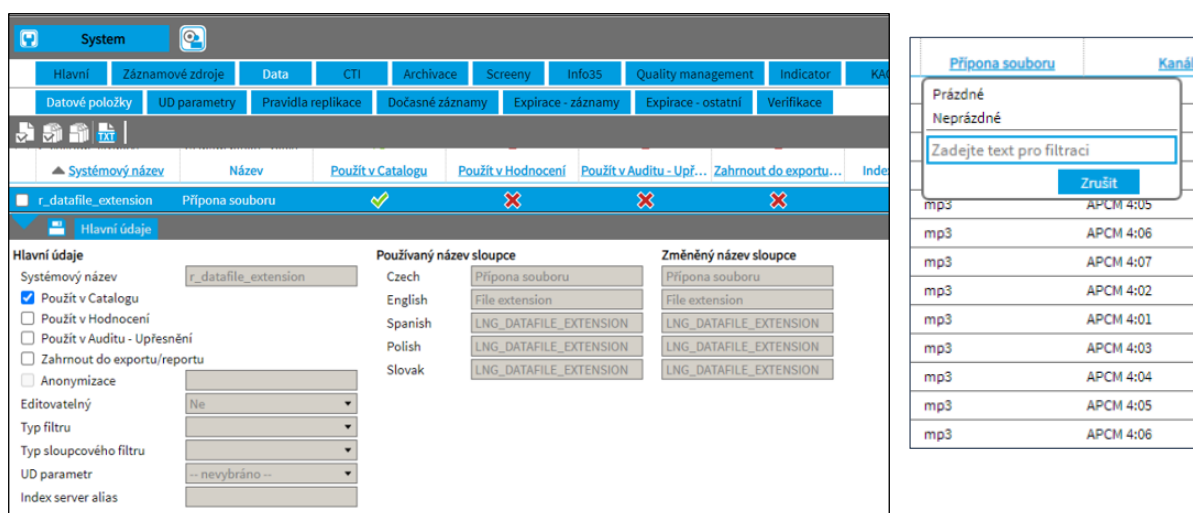 System
Hlavní Záznamové zdroje Data CTI Archivace Screeny Info35 Quality management Indicator
Datové položky UD parametry Pravidla replikace Dočasné záznamy Expirace - záznamy Expirace - ostatní Verifikace
TXT
Systémový název Název Použít v Catalogu Použít v Hodnocení Použít v Auditu - Upř... Zahrnout do exportu...
r_datafile_extension Přípona souboru
Hlavní údaje
Hlavní údaje Používaný název sloupce Změněný název sloupce
Systémový název r_datafile_extension Czech Přípona souboru Přípona souboru
Použít v Catalogu English File extension File extension
Použít v Hodnocení Spanish LNG_DATAFILE_EXTENSION LNG_DATAFILE_EXTENSION
Použít v Auditu - Upřesnění Polish LNG_DATAFILE_EXTENSION LNG_DATAFILE_EXTENSION
Zahrnout do exportu/reportu Slovak LNG_DATAFILE_EXTENSION LNG_DATAFILE_EXTENSION
Anonymizace
Editovatelný Ne
Typ filtru
Typ sloupcového filtru
UD parametr -- nevybráno --
Index server alias
Přípona souboru Kanál
Prázdné
Neprázdné
Zadejte text pro filtraci
Zrušit
mp3 APCM 4:05
mp3 APCM 4:06
mp3 APCM 4:07
mp3 APCM 4:02
mp3 APCM 4:01
mp3 APCM 4:03
mp3 APCM 4:04
mp3 APCM 4:05
mp3 APCM 4:06